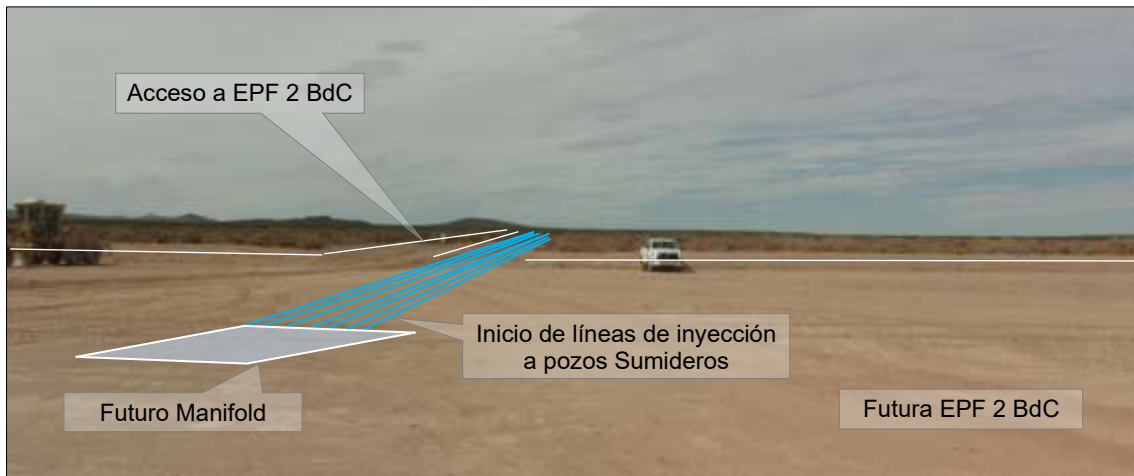 Acceso a EPF 2 BdC
Inicio de líneas de inyección
a pozos Sumideros
Futuro Manifold
Futura EPF 2 BdC